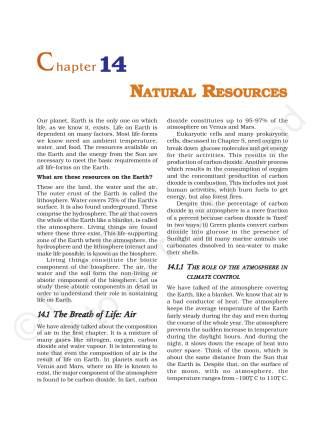 Chapter 14
NATURAL RESOURCES
Our planet, Earth is the only one on which
life, as we know it, exists. Life on Earth is
dependent on many factors. Most life-forms
we know need an ambient temperature,
water, and food. The resources available on
the Earth and the energy from the Sun are
necessary to meet the basic requirements of
all life-forms on the Earth.
What are these resources on the Earth?
These are the land, the water and the air.
The outer crust of the Earth is called the
lithosphere. Water covers 75% of the Earth's
surface. It is also found underground. These
comprise the hydrosphere. The air that covers
the whole of the Earth like a blanket, is called
the atmosphere. Living things are found
where these three exist. This life-supporting
zone of the Earth where the atmosphere, the
hydrosphere and the lithosphere interact and
make life possible, is known as the biosphere.
Living things constitute the biotic
component of the biosphere. The air, the
water and the soil form the non-living or
abiotic component of the biosphere. Let us
study these abiotic components in detail in
order to understand their role in sustaining
life on Earth.
14.1 The Breath of Life: Air
We have already talked about the composition
of air in the first chapter. It is a mixture of
many gases like nitrogen, oxygen, carbon
dioxide and water vapour. It is interesting to
note that even the composition of air is the
result of life on Earth. In planets such as
Venus and Mars, where no life is known to
exist, the major component of the atmosphere
is found to be carbon dioxide. In fact, carbon
dioxide constitutes up to 95-97% of the
atmosphere on Venus and Mars.
Eukaryotic cells and many prokaryotic
cells, discussed in Chapter 5, need oxygen to
break down glucose molecules and get energy
for their activities. This results in the
production of carbon dioxide. Another process
which results in the consumption of oxygen
and the concomitant production of carbon
dioxide is combustion. This includes not just
human activities, which burn fuels to get
energy, but also forest fires.
Despite this, the percentage of carbon
dioxide in our atmosphere is a mere fraction
of a percent because carbon dioxide is 'fixed'
in two ways: (i) Green plants convert carbon
dioxide into glucose in the presence of
Sunlight and (ii) many marine animals use
carbonates dissolved in sea-water to make
their shells.
14.1.1 THE ROLE OF THE ATMOSPHERE IN
CLIMATE CONTROL
We have talked of the atmosphere covering
the Earth, like a blanket. We know that air is
a bad conductor of heat. The atmosphere
keeps the average temperature of the Earth
fairly steady during the day and even during
the course of the whole year. The atmosphere
prevents the sudden increase in temperature
during the daylight hours. And during the
night, it slows down the escape of heat into
outer space. Think of the moon, which is
about the same distance from the Sun that
the Earth is. Despite that, on the surface of
the moon, with no atmosphere, the
temperature ranges from –190°C to 110°C.